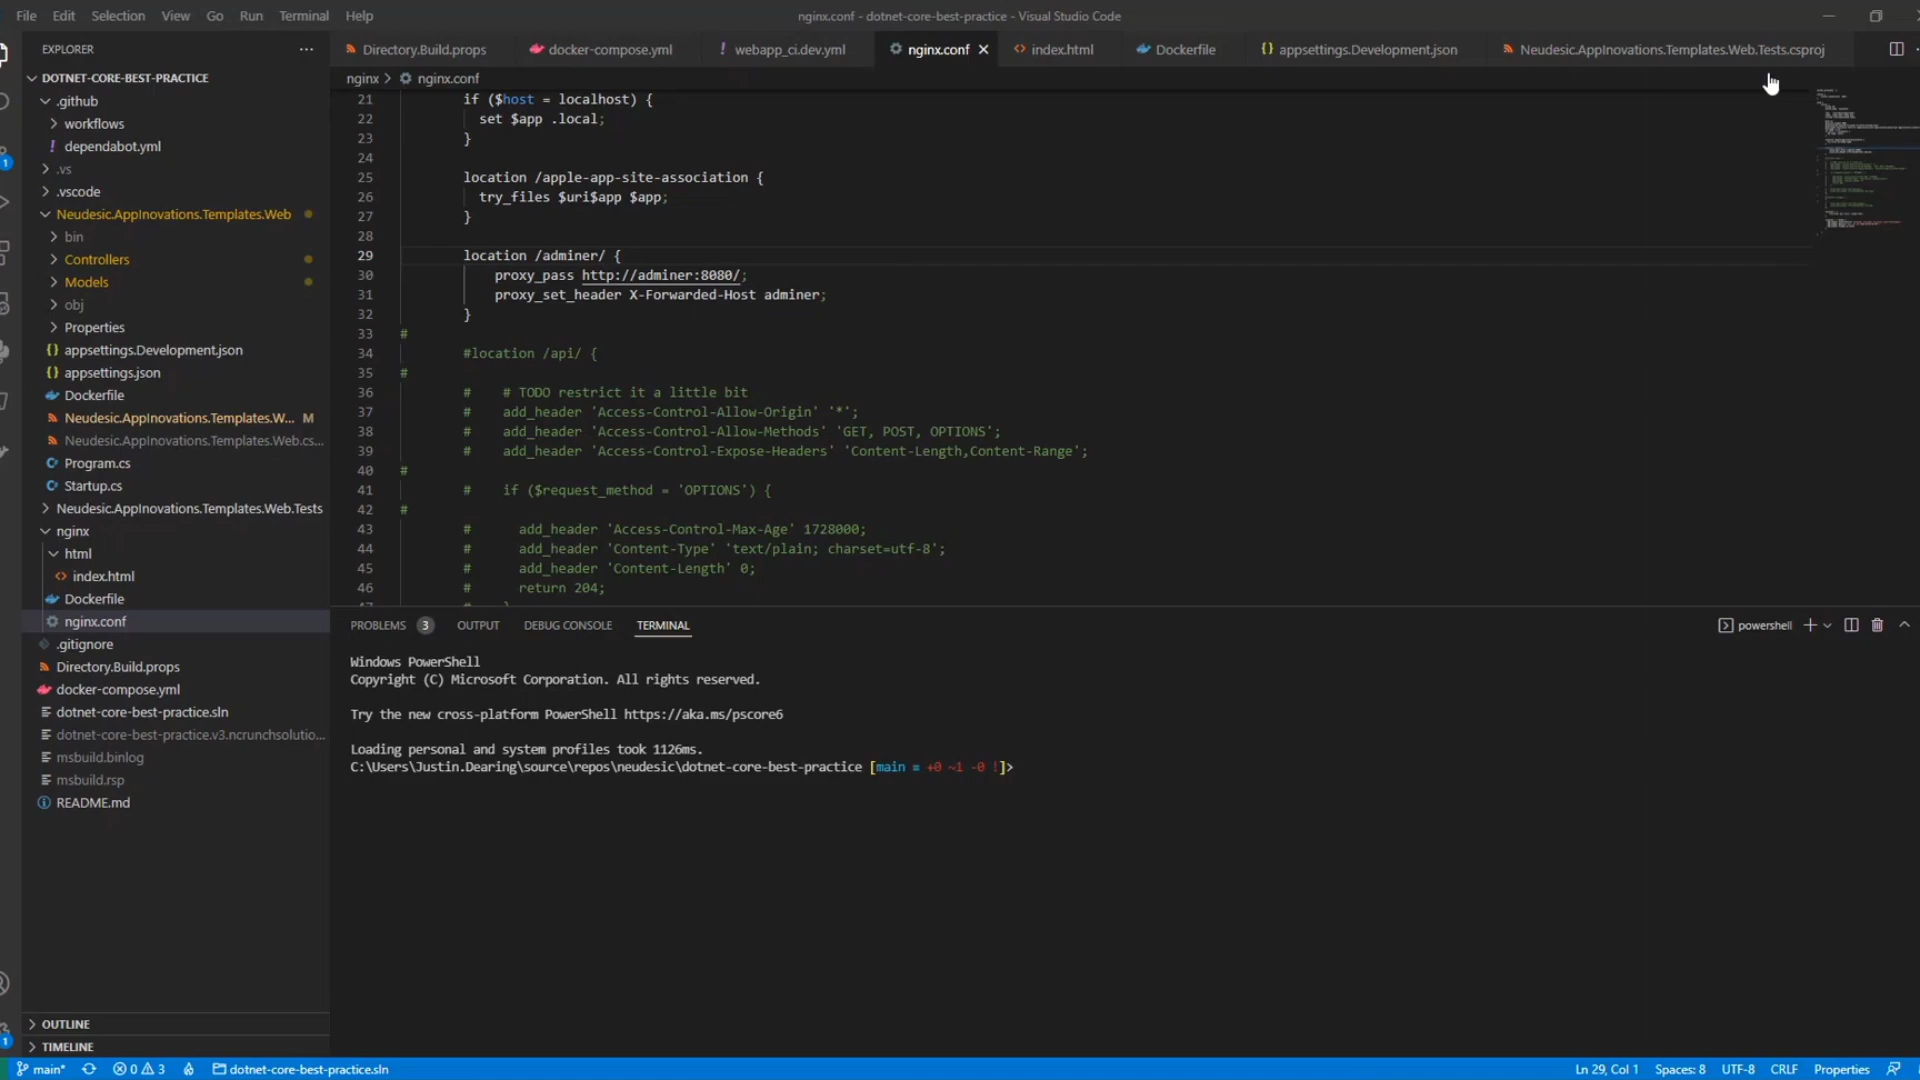 File Edit Selection View Go Run Terminal Help
nginx.conf - dotnet-core-best-practice - Visual Studio Code
EXPLORER
Directory.Build.props docker-compose.yml ! webapp_ci.dev.yml nginx.conf index.html Dockerfile {} appsettings.Development.json Neudesic.AppInovations.Templates.Web.Tests.csproj
nginx > nginx.conf
DOTNET-CORE-BEST-PRACTICE
.github
workflows
! dependabot.yml
.vs
.vscode
Neudesic.AppInovations.Templates.Web
bin
Controllers
Models
obj
Properties
{} appsettings.Development.json
{} appsettings.json
Dockerfile
Neudesic.AppInovations.Templates.W... M
Neudesic.AppInovations.Templates.Web.cs...
Program.cs
Startup.cs
Neudesic.AppInovations.Templates.Web.Tests
nginx
html
<> index.html
Dockerfile
nginx.conf
.gitignore
Directory.Build.props
docker-compose.yml
dotnet-core-best-practice.sln
dotnet-core-best-practice.v3.ncrunchsolutio...
msbuild.binlog
msbuild.rsp
README.md
OUTLINE
TIMELINE
1
1
21 if ($host = localhost) {
22 set $app .local;
23 }
24
25 location /apple-app-site-association {
26 try_files $uri$app $app;
27 }
28
29 location /adminer/ {
30 proxy_pass http://adminer:8080/;
31 proxy_set_header X-Forwarded-Host adminer;
32 }
33 #
34 #location /api/ {
35 #
36 # # TODO restrict it a little bit
37 # add_header 'Access-Control-Allow-Origin' '*';
38 # add_header 'Access-Control-Allow-Methods' 'GET, POST, OPTIONS';
39 # add_header 'Access-Control-Expose-Headers' 'Content-Length,Content-Range';
40 #
41 # if ($request_method = 'OPTIONS') {
42 #
43 # add_header 'Access-Control-Max-Age' 1728000;
44 # add_header 'Content-Type' 'text/plain; charset=utf-8';
45 # add_header 'Content-Length' 0;
46 # return 204;
PROBLEMS 3 OUTPUT DEBUG CONSOLE TERMINAL powershell
Windows PowerShell
Copyright (C) Microsoft Corporation. All rights reserved.
Try the new cross-platform PowerShell https://aka.ms/pscore6
Loading personal and system profiles took 1126ms.
C:\Users\Justin.Dearing\source\repos\neudesic\dotnet-core-best-practice [main ≡ +0 ~1 -0 !]>
main* 0 3 dotnet-core-best-practice.sln Ln 29, Col 1 Spaces: 8 UTF-8 CRLF Properties